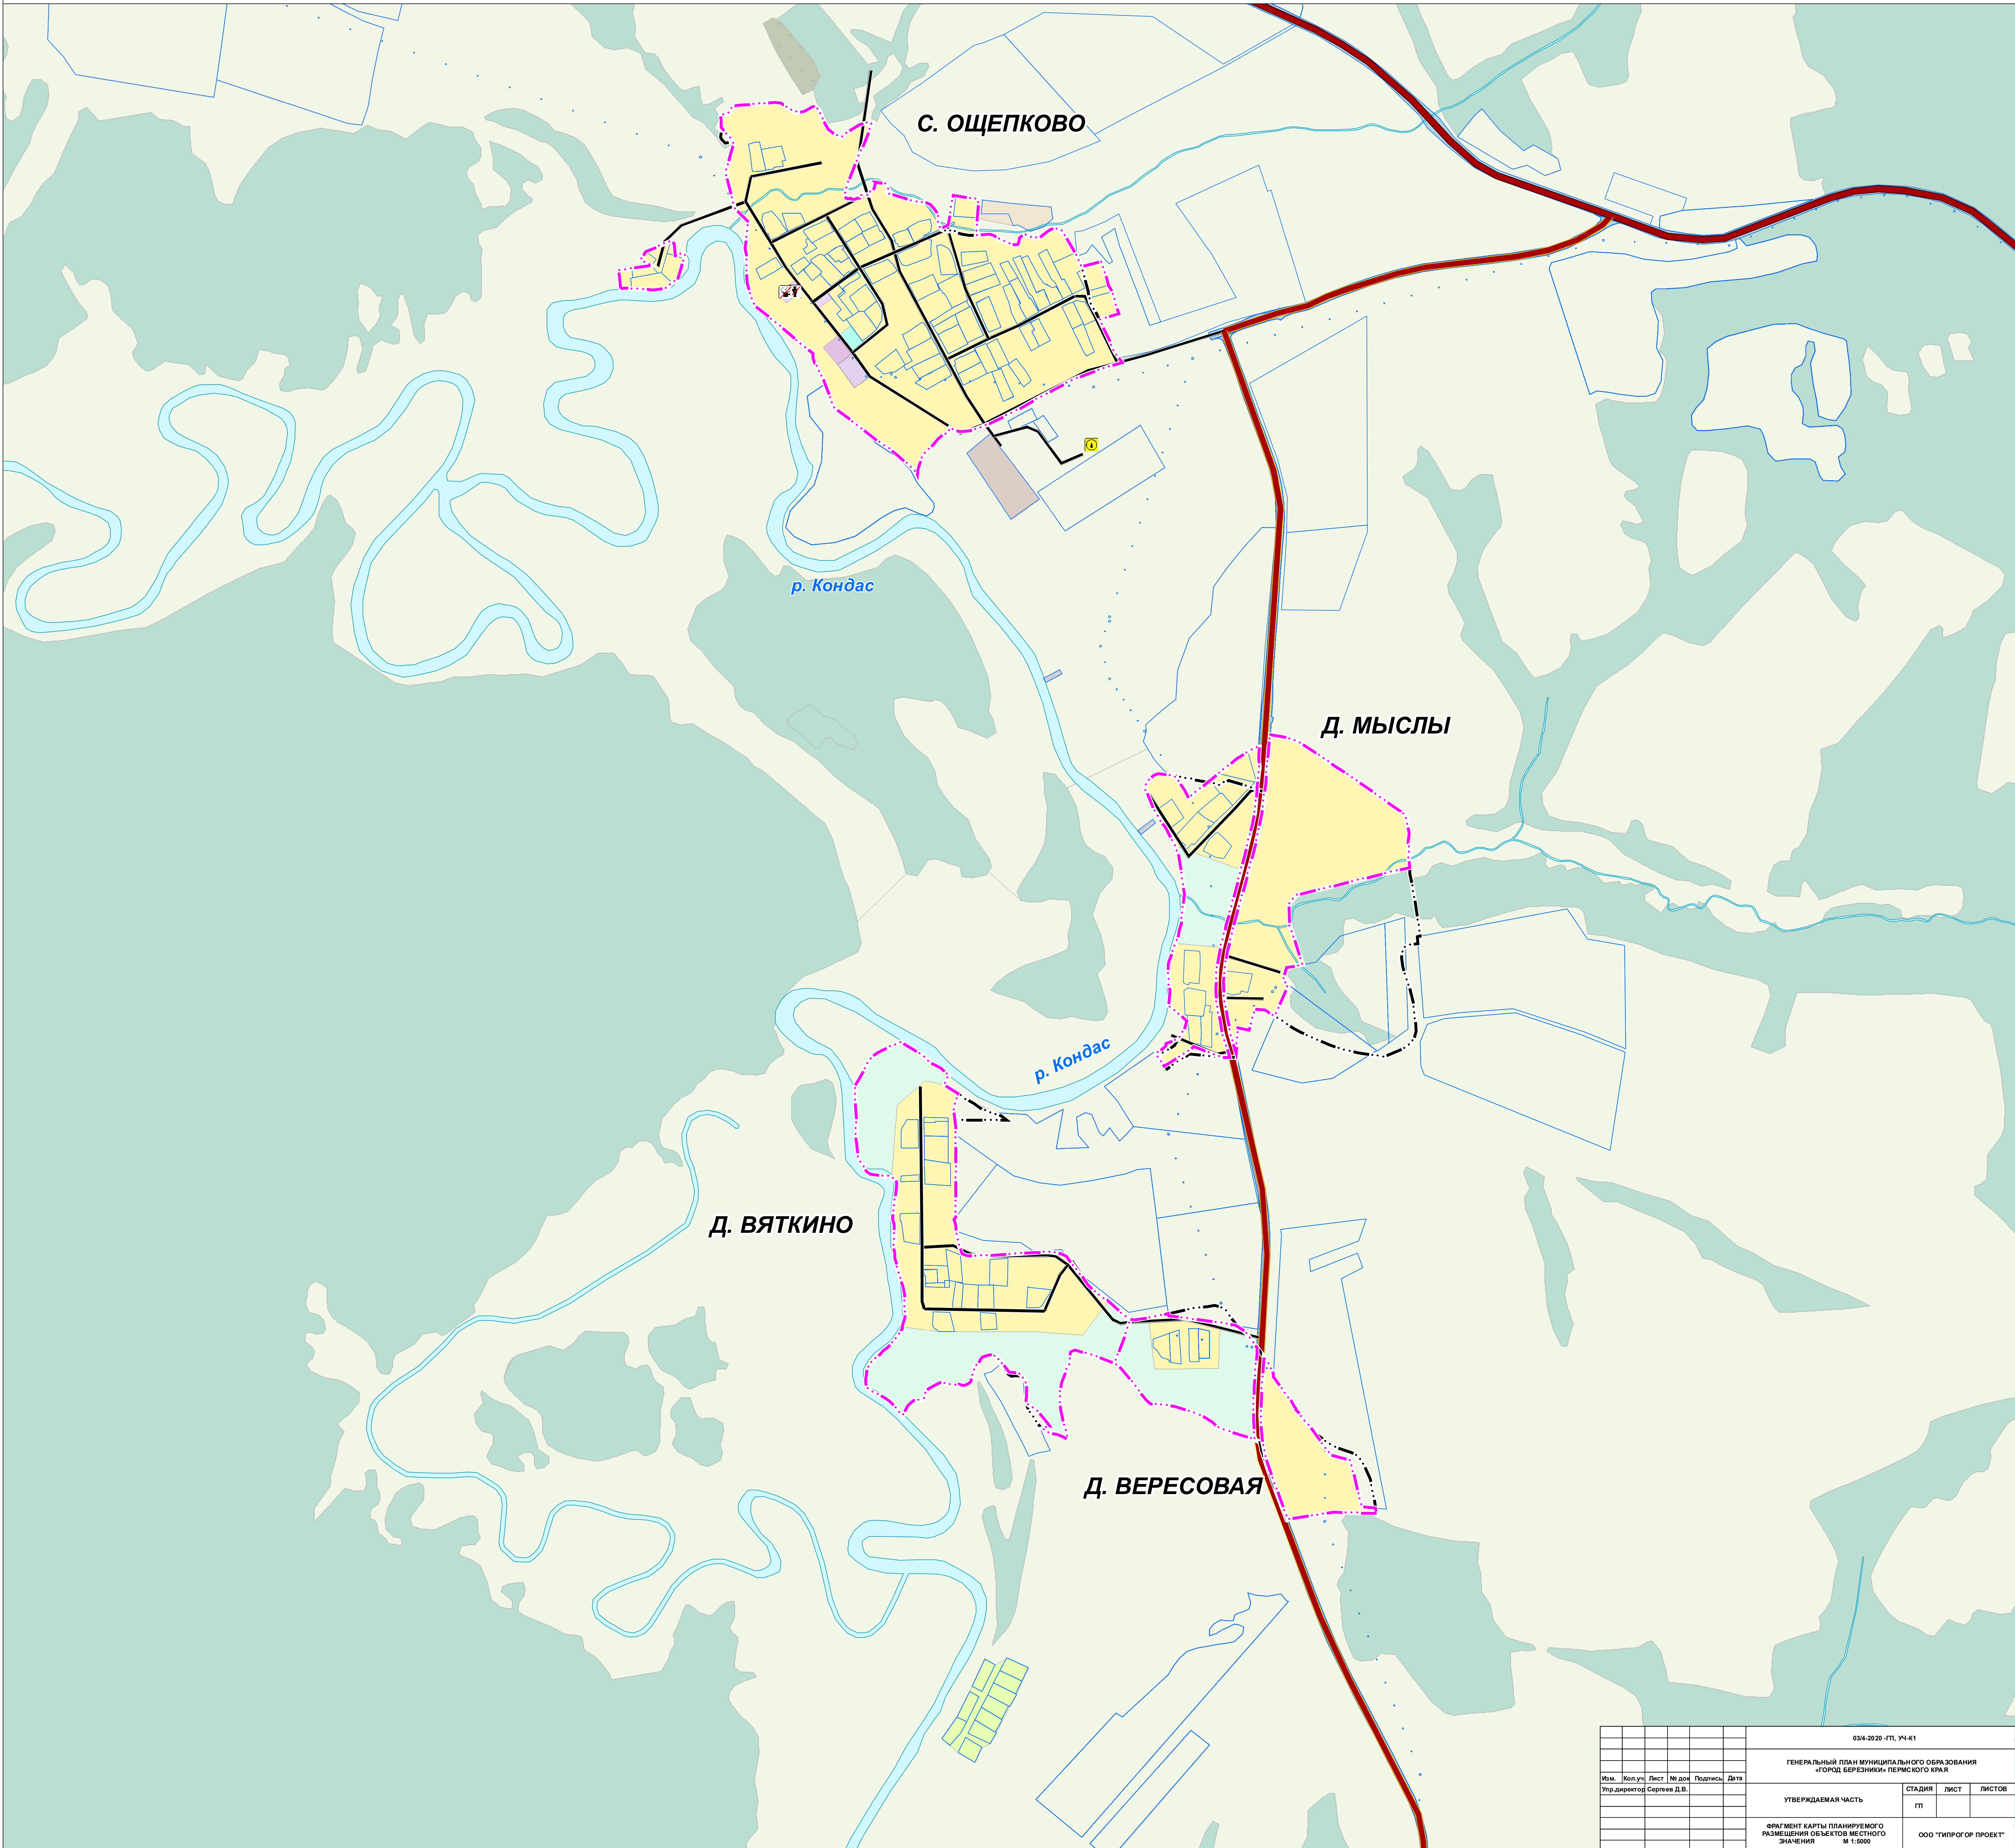 С. ОЩЕПКОВО
р. Кондас
Д. МЫСЛЫ
р. Кондас
Д. ВЯТКИНО
Д. ВЕРЕСОВАЯ
03/4-2020 -ГП, УЧ-К1
ГЕНЕРАЛЬНЫЙ ПЛАН МУНИЦИПАЛЬНОГО ОБРАЗОВАНИЯ
«ГОРОД БЕРЕЗНИКИ» ПЕРМСКОГО КРАЯ
Изм. Кол.уч. Лист № док Подпись Дата
Упр.директор Сергеев Д.В.
УТВЕРЖДАЕМАЯ ЧАСТЬ
СТАДИЯ ЛИСТ ЛИСТОВ
ГП
ФРАГМЕНТ КАРТЫ ПЛАНИРУЕМОГО
РАЗМЕЩЕНИЯ ОБЪЕКТОВ МЕСТНОГО
ЗНАЧЕНИЯ М 1:5000
ООО "ГИПРОГОР ПРОЕКТ"